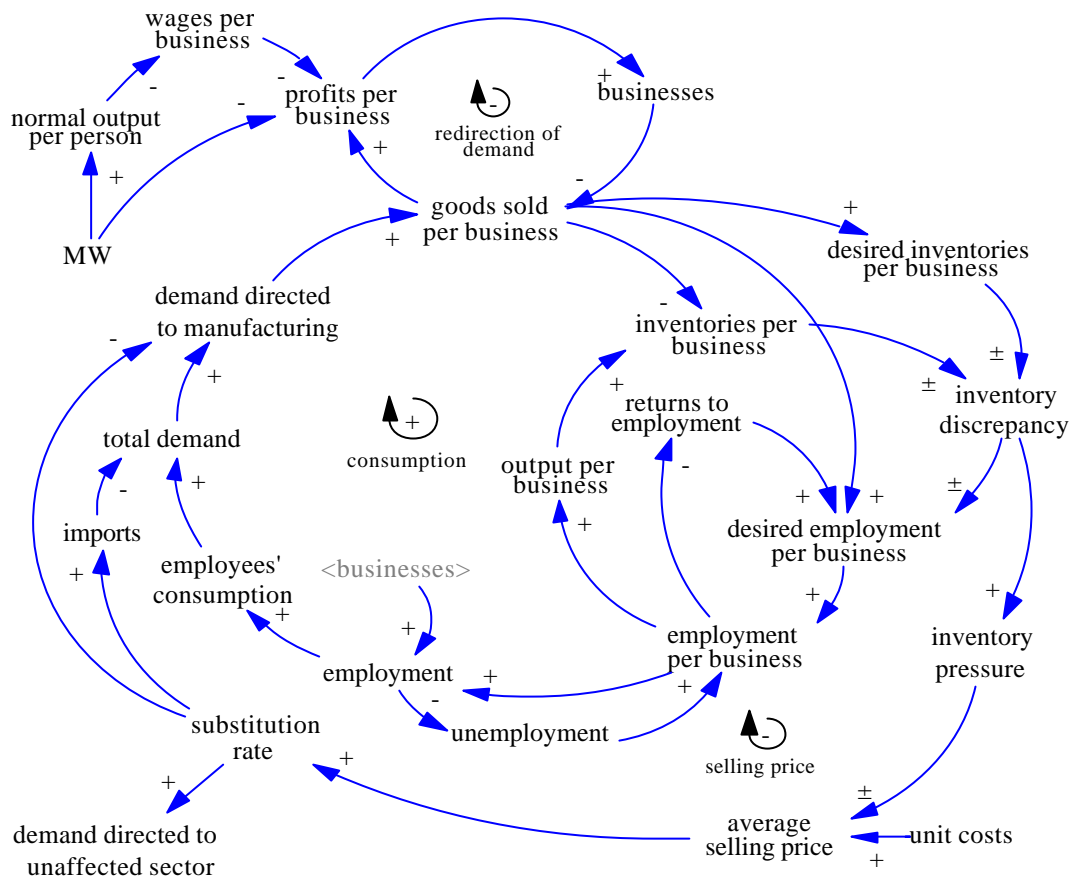 wages per
business
-
-
-
normal output
per person
-
profits per
business
+
businesses
-
redirection of
demand
+
-
+
goods sold
per business
+
+
MW
desired inventories
per business
demand directed
to manufacturing
-
-
inventories per
business
±
±
+
+
inventory
discrepancy
+
returns to
employment
total demand
consumption
-
output per
business
±
-
+
+
+
imports
+
desired employment
per business
+
employees'
consumption
<businesses>
+
+
+
+
employment
per business
inventory
pressure
employment
+
+
-
substitution
rate
unemployment
-
selling price
+
+
±
demand directed to
unaffected sector
average
selling price
unit costs
+